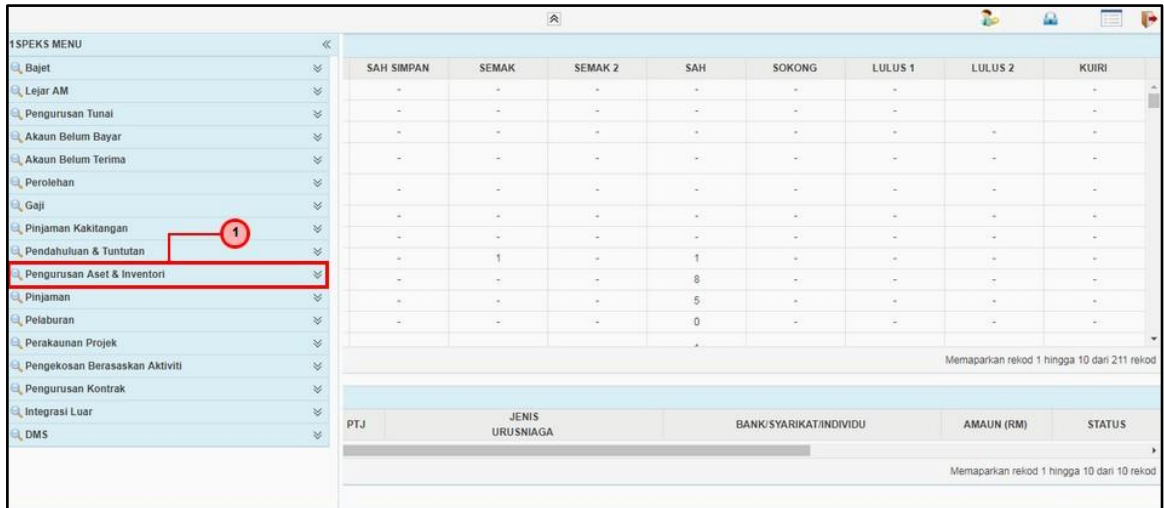 1SPEKS MENU
Bajet
Lejar AM
Pengurusan Tunai
Akaun Belum Bayar
Akaun Belum Terima
Perolehan
Gaji
Pinjaman Kakitangan
1
Pendahuluan & Tuntutan
Pengurusan Aset & Inventori
Pinjaman
Pelaburan
Perakaunan Projek
Pengekosan Berasaskan Aktiviti
Pengurusan Kontrak
Integrasi Luar
DMS
SAH SIMPAN SEMAK SEMAK 2 SAH SOKONG LULUS 1 LULUS 2 KUIRI
- - - - - - -
- - - - - - - -
- - - - - - - -
- - - - - - - -
- - - - - - - -
- - - - - - - -
- - - - - - - -
- 1 - 1 - - - -
- - - 8 - - - -
- - - 5 - - - -
- - - 0 - - - -
Memaparkan rekod 1 hingga 10 dari 211 rekod
PTJ JENIS URUSNIAGA BANK/SYARIKAT/INDIVIDU AMAUN (RM) STATUS
Memaparkan rekod 1 hingga 10 dari 10 rekod